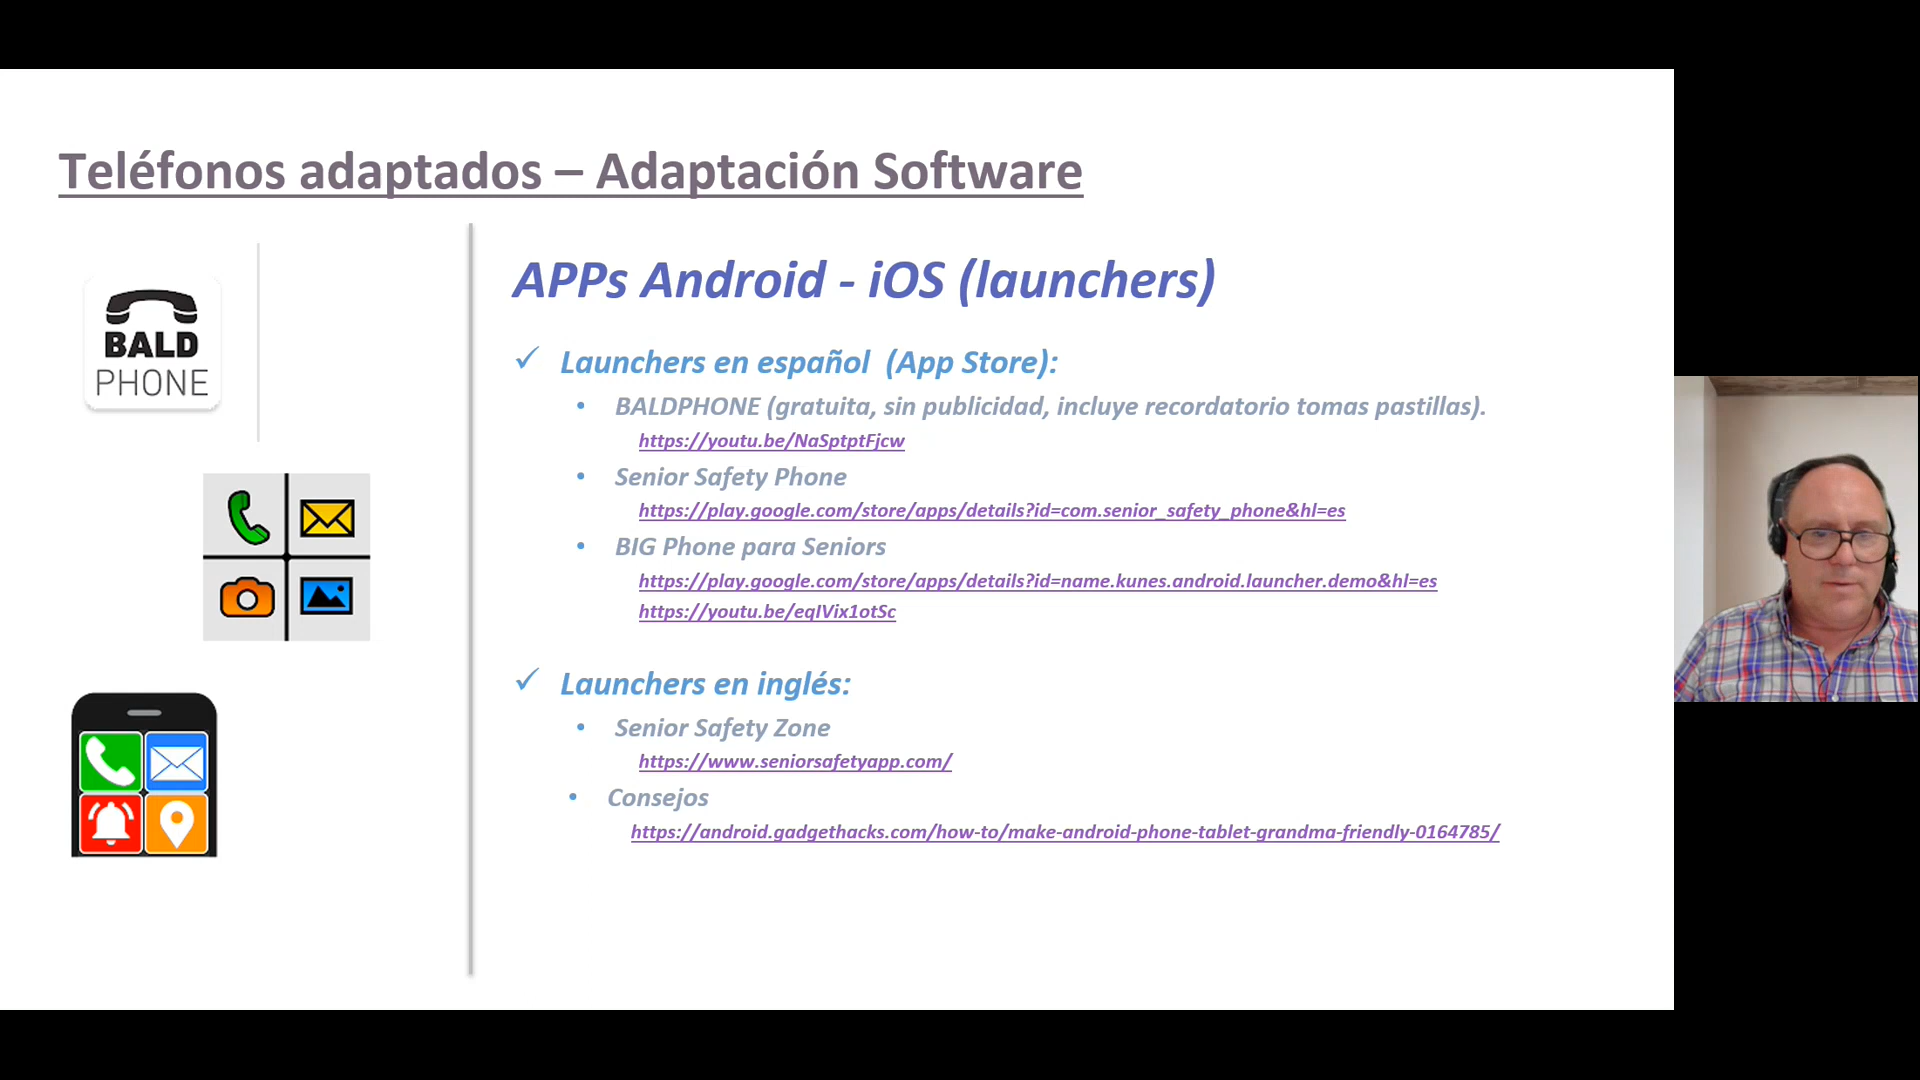 Teléfonos adaptados – Adaptación Software
BALD
PHONE
APPs Android - iOS (launchers)
✓ Launchers en español (App Store):
• BALDPHONE (gratuita, sin publicidad, incluye recordatorio tomas pastillas).
https://youtu.be/NaSptptFjcw
• Senior Safety Phone
https://play.google.com/store/apps/details?id=com.senior_safety_phone&hl=es
• BIG Phone para Seniors
https://play.google.com/store/apps/details?id=name.kunes.android.launcher.demo&hl=es
https://youtu.be/eqIVix1otSc
✓ Launchers en inglés:
• Senior Safety Zone
https://www.seniorsafetyapp.com/
• Consejos
https://android.gadgethacks.com/how-to/make-android-phone-tablet-grandma-friendly-0164785/